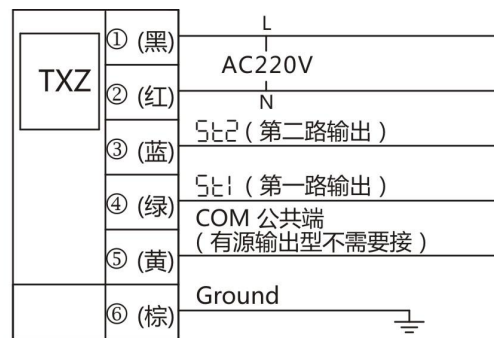 TXZ
① (黑)
L
AC220V
② (红)
N
St2 ( 第二路输出 )
③ (蓝)
St1 ( 第一路输出 )
④ (绿)
COM 公共端
( 有源输出型不需要接 )
⑤ (黄)
Ground
⑥ (棕)